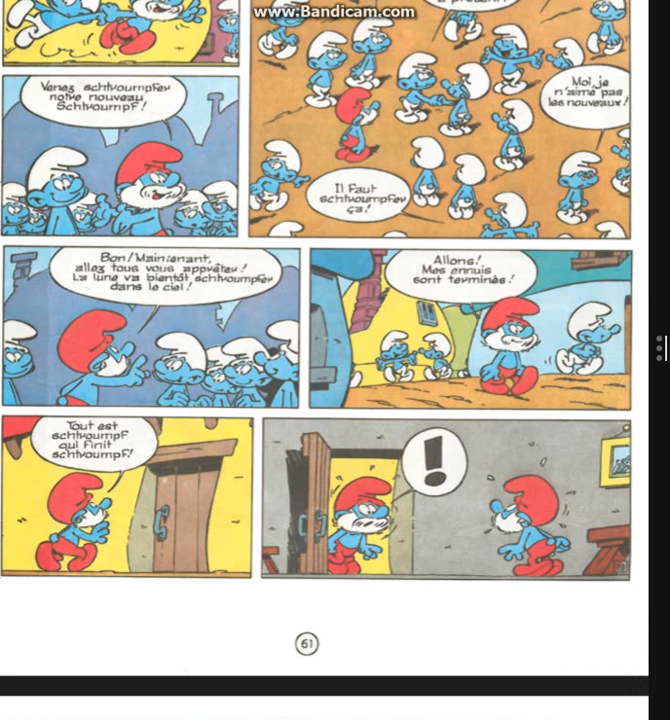 www.Bandicam.com
à présent!
Venez schtroumpfer
notre nouveau
Schtroumpf!
Moi, je
n'aime pas
les nouveaux!
Il faut
schtroumpfer
ça!
Bon! Maintenant,
allez tous vous apprêter!
La lune va bientôt schtroumpfer
dans le ciel!
Allons!
Mes ennuis
sont terminés!
Tout est
schtroumpf
qui finit
schtroumpf!
!
61